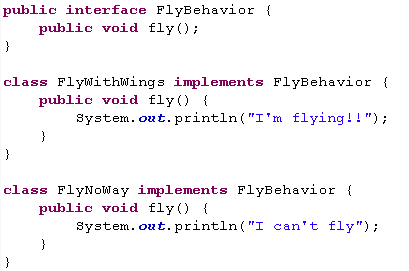 public interface FlyBehavior {
    public void fly();
}

class FlyWithWings implements FlyBehavior {
    public void fly() {
        System.out.println("I'm flying!!");
    }
}

class FlyNoWay implements FlyBehavior {
    public void fly() {
        System.out.println("I can't fly");
    }
}